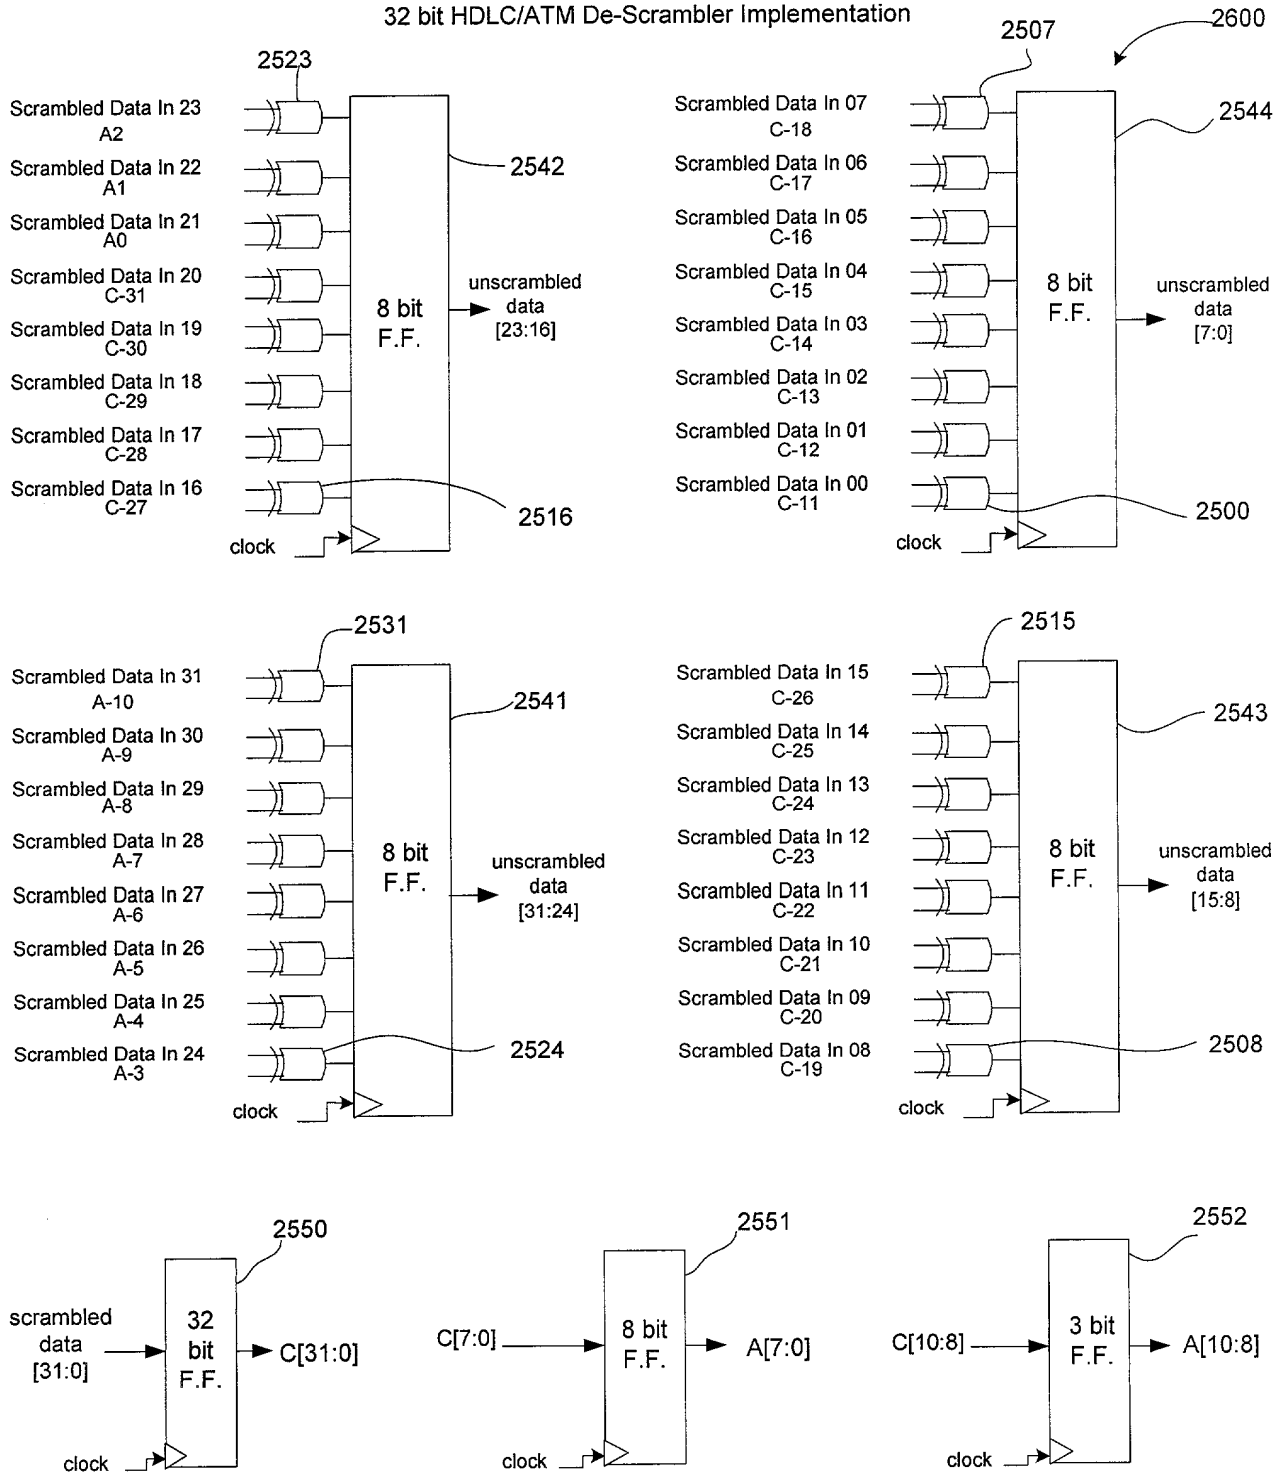 32 bit HDLC/ATM De-Scrambler Implementation
2600
2523
Scrambled Data In 23
A2
Scrambled Data In 22
A1
Scrambled Data In 21
A0
Scrambled Data In 20
C-31
Scrambled Data In 19
C-30
Scrambled Data In 18
C-29
Scrambled Data In 17
C-28
Scrambled Data In 16
C-27
clock
8 bit
F.F.
2542
unscrambled
data
[23:16]
2516
2507
Scrambled Data In 07
C-18
Scrambled Data In 06
C-17
Scrambled Data In 05
C-16
Scrambled Data In 04
C-15
Scrambled Data In 03
C-14
Scrambled Data In 02
C-13
Scrambled Data In 01
C-12
Scrambled Data In 00
C-11
clock
8 bit
F.F.
2544
unscrambled
data
[7:0]
2500
2531
Scrambled Data In 31
A-10
Scrambled Data In 30
A-9
Scrambled Data In 29
A-8
Scrambled Data In 28
A-7
Scrambled Data In 27
A-6
Scrambled Data In 26
A-5
Scrambled Data In 25
A-4
Scrambled Data In 24
A-3
clock
8 bit
F.F.
2541
unscrambled
data
[31:24]
2524
2515
Scrambled Data In 15
C-26
Scrambled Data In 14
C-25
Scrambled Data In 13
C-24
Scrambled Data In 12
C-23
Scrambled Data In 11
C-22
Scrambled Data In 10
C-21
Scrambled Data In 09
C-20
Scrambled Data In 08
C-19
clock
8 bit
F.F.
2543
unscrambled
data
[15:8]
2508
2550
scrambled
data
[31:0]
32
bit
F.F.
C[31:0]
clock
2551
C[7:0]
8 bit
F.F.
A[7:0]
clock
2552
C[10:8]
3 bit
F.F.
A[10:8]
clock